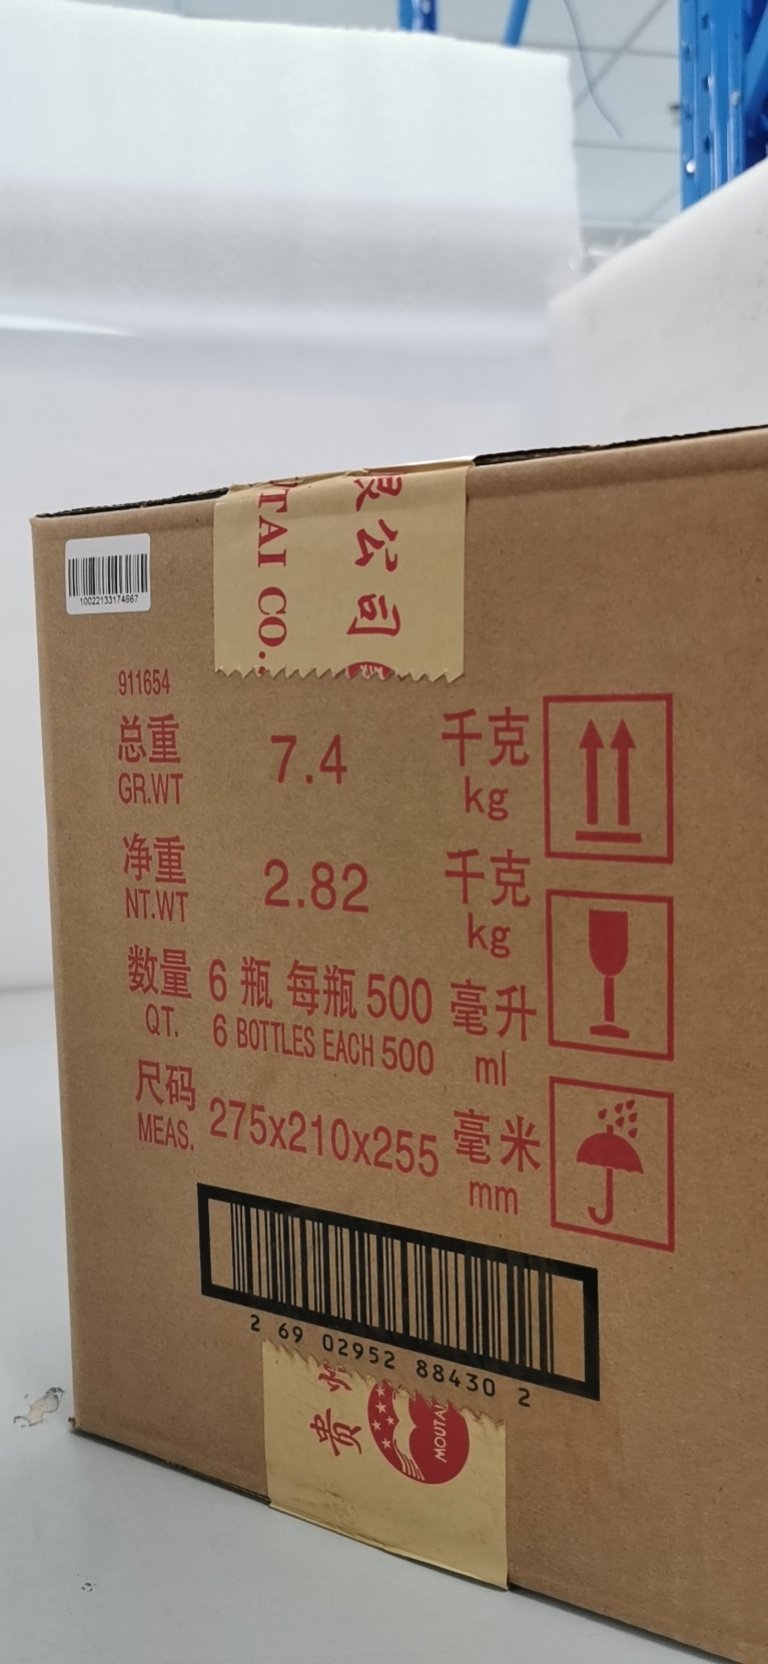 TAI CO.,
限公司
10022133174667
911654
总重 7.4 千克
GR.WT kg
净重 2.82 千克
NT.WT kg
数量 6 瓶 每瓶 500 毫升
QT. 6 BOTTLES EACH 500 ml
尺码 275x210x255 毫米
MEAS. mm
2 69 02952 88430 2
贵州
MOUTAI